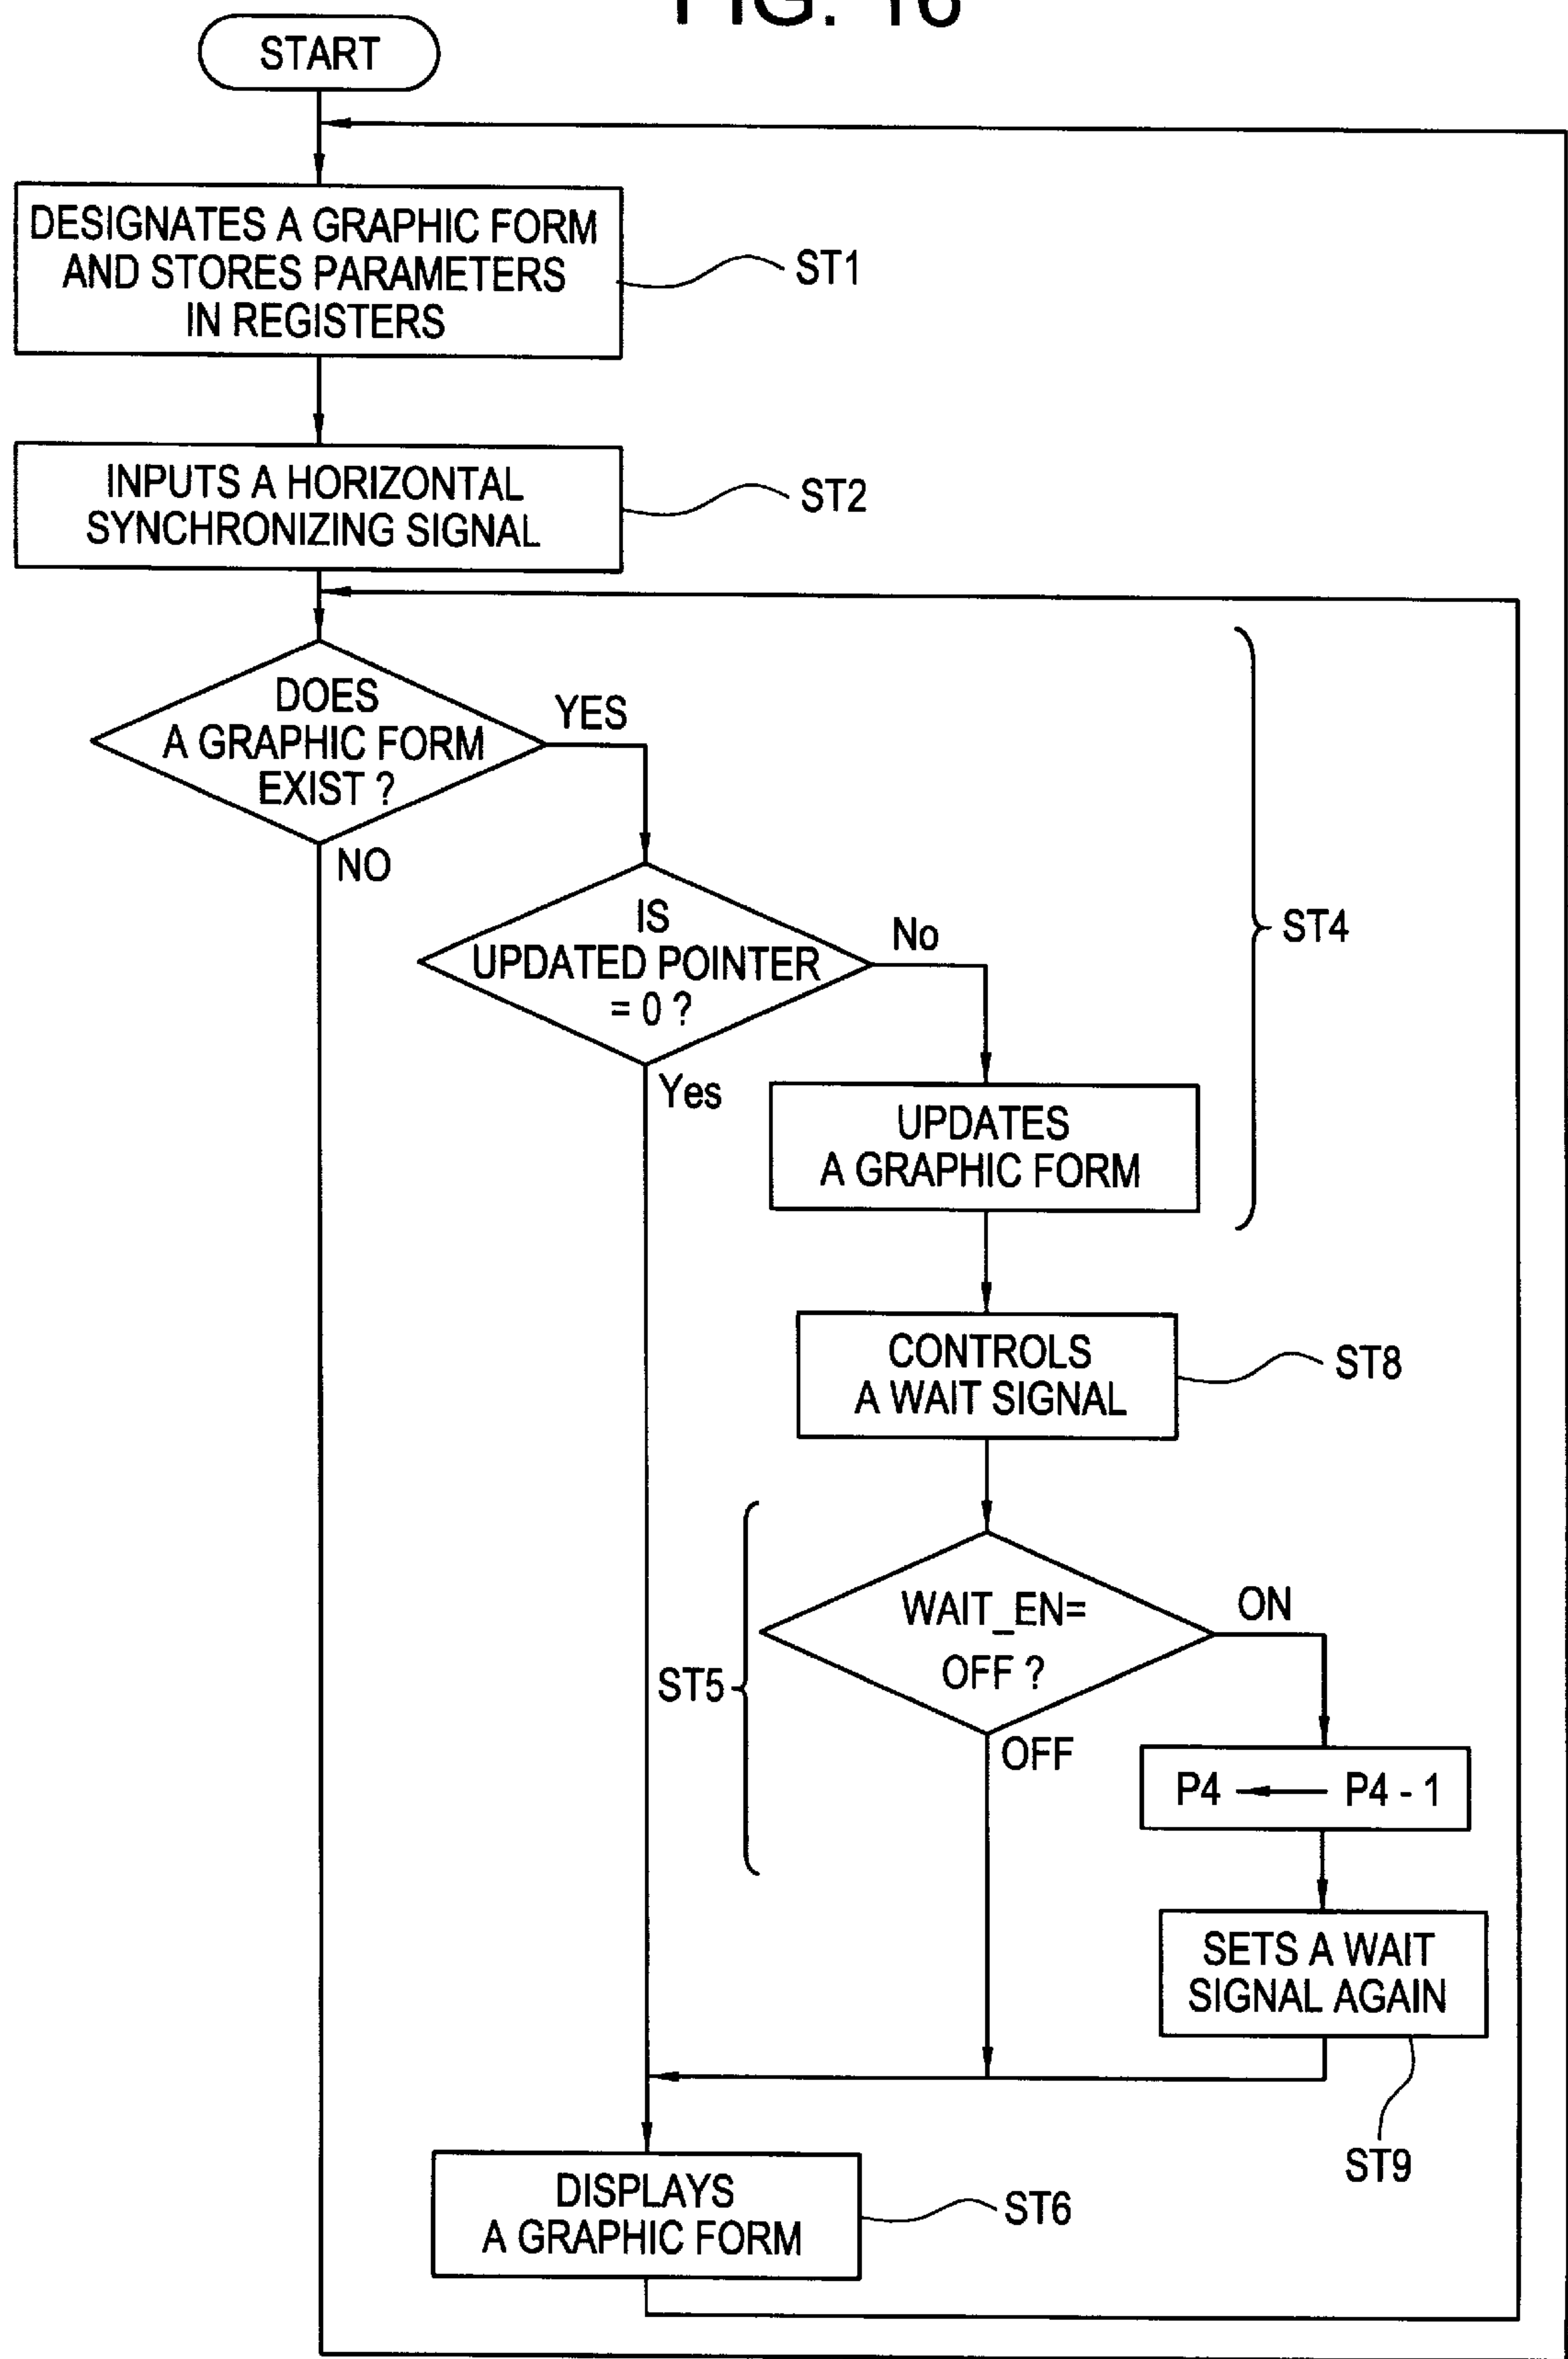 FIG. 16
START
DESIGNATES A GRAPHIC FORM
AND STORES PARAMETERS
IN REGISTERS
ST1
INPUTS A HORIZONTAL
SYNCHRONIZING SIGNAL
ST2
DOES
A GRAPHIC FORM
EXIST ?
YES
NO
IS
UPDATED POINTER
= 0 ?
No
Yes
ST4
UPDATES
A GRAPHIC FORM
CONTROLS
A WAIT SIGNAL
ST8
WAIT_EN=
OFF ?
ON
OFF
ST5
P4 ← P4 - 1
SETS A WAIT
SIGNAL AGAIN
ST9
DISPLAYS
A GRAPHIC FORM
ST6